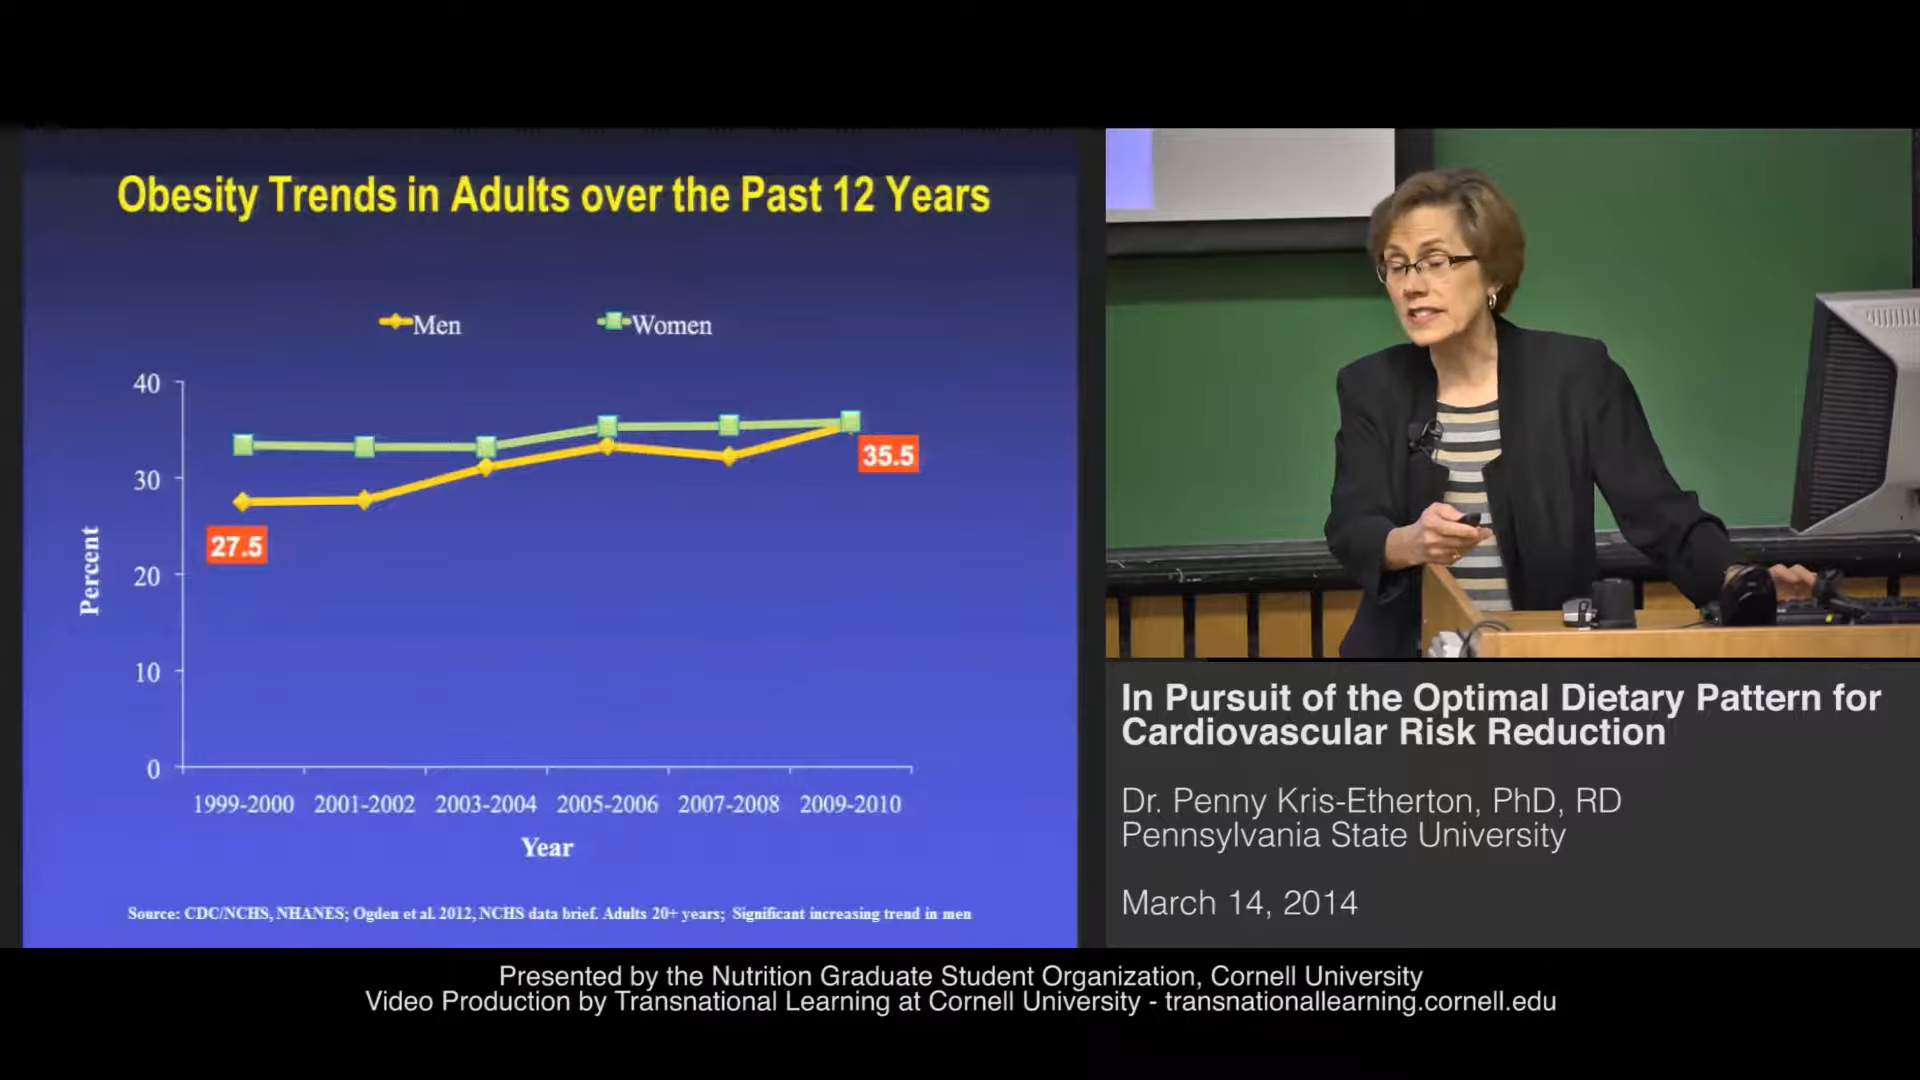 Obesity Trends in Adults over the Past 12 Years
Men
Women
40
30
20
10
0
Percent
27.5
35.5
1999-2000 2001-2002 2003-2004 2005-2006 2007-2008 2009-2010
Year
Source: CDC/NCHS, NHANES; Ogden et al. 2012, NCHS data brief. Adults 20+ years; Significant increasing trend in men
In Pursuit of the Optimal Dietary Pattern for
Cardiovascular Risk Reduction
Dr. Penny Kris-Etherton, PhD, RD
Pennsylvania State University
March 14, 2014
Presented by the Nutrition Graduate Student Organization, Cornell University
Video Production by Transnational Learning at Cornell University - transnationallearning.cornell.edu